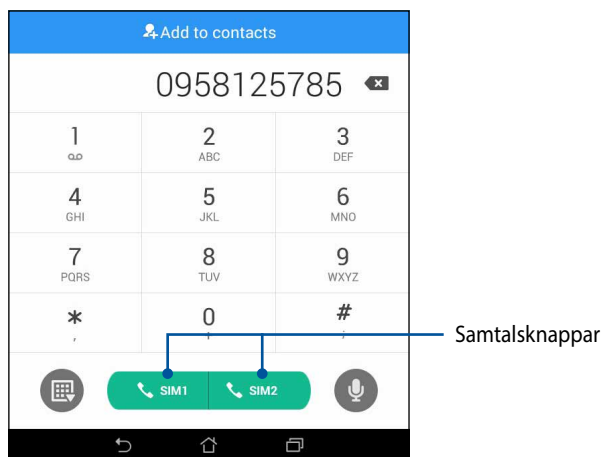 Add to contacts
0958125785
1 2 3
ABC DEF
4 5 6
GHI JKL MNO
7 8 9
PQRS TUV WXYZ
* 0 #
, + ;
Samtalsknappar
SIM1 SIM2